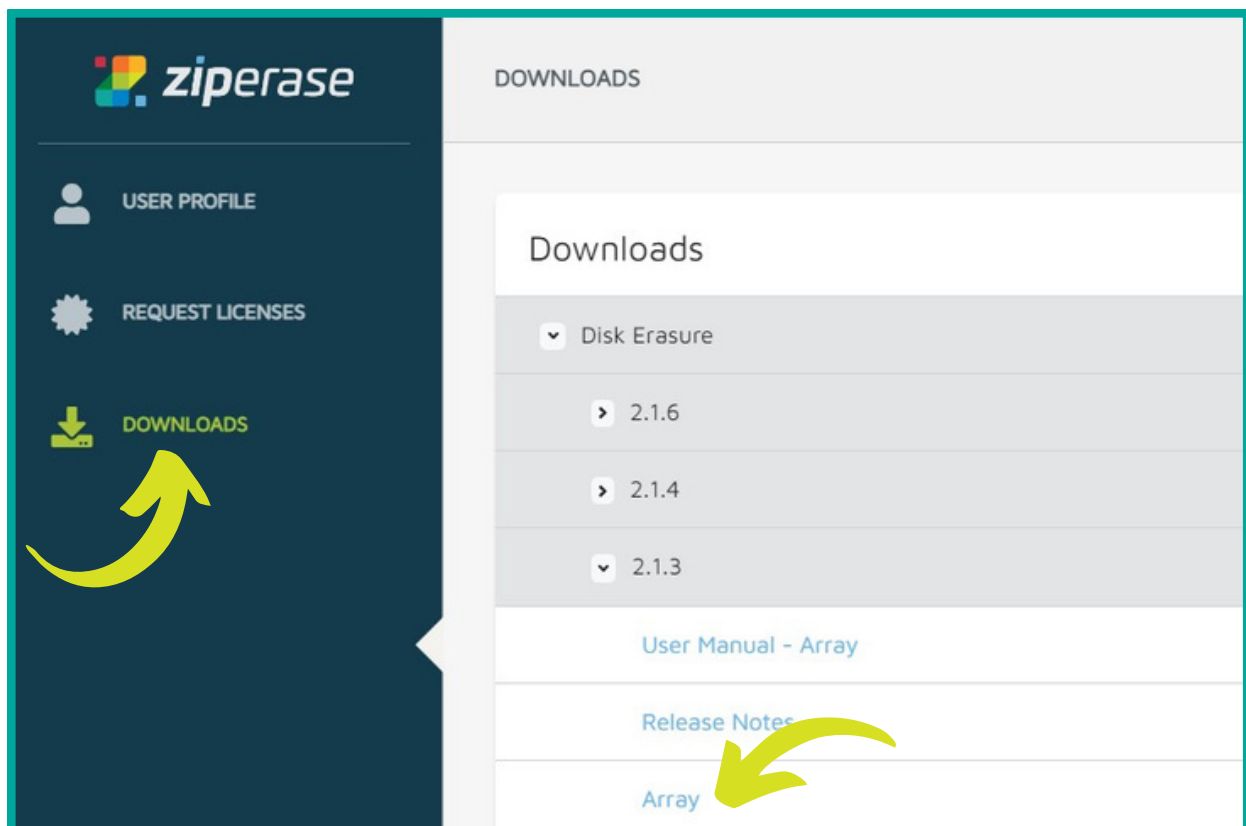 ziperase
USER PROFILE
REQUEST LICENSES
DOWNLOADS
DOWNLOADS
Downloads
Disk Erasure
2.1.6
2.1.4
2.1.3
User Manual - Array
Release Notes
Array